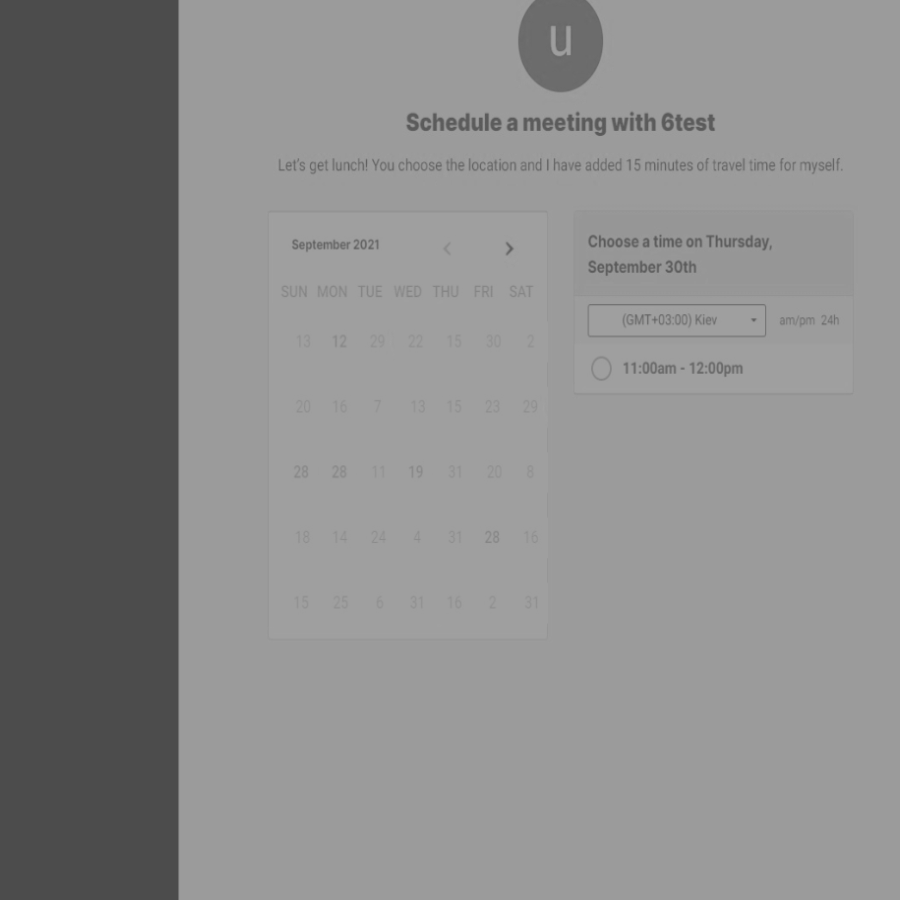 u
Schedule a meeting with 6test
Let's get lunch! You choose the location and I have added 15 minutes of travel time for myself.
September 2021
SUN MON TUE WED THU FRI SAT
13 12 29 22 15 30 2
20 16 7 13 15 23 29
28 28 11 19 31 20 8
18 14 24 4 31 28 16
15 25 6 31 16 2 31
Choose a time on Thursday,
September 30th
(GMT+03:00) Kiev am/pm 24h
11:00am - 12:00pm